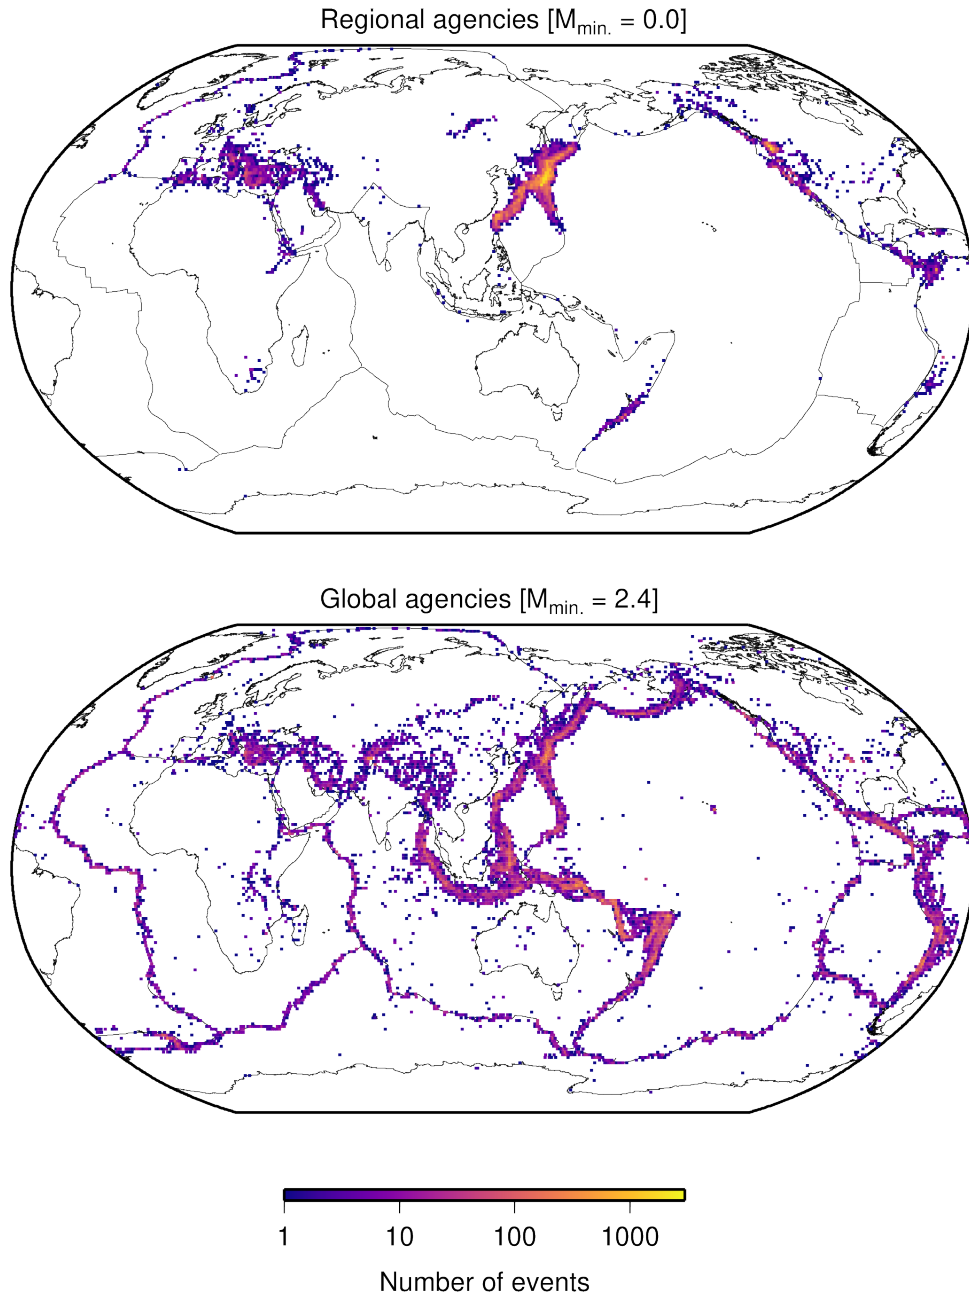 Regional agencies [Mmin. = 0.0]
Global agencies [Mmin. = 2.4]
1 10 100 1000
Number of events